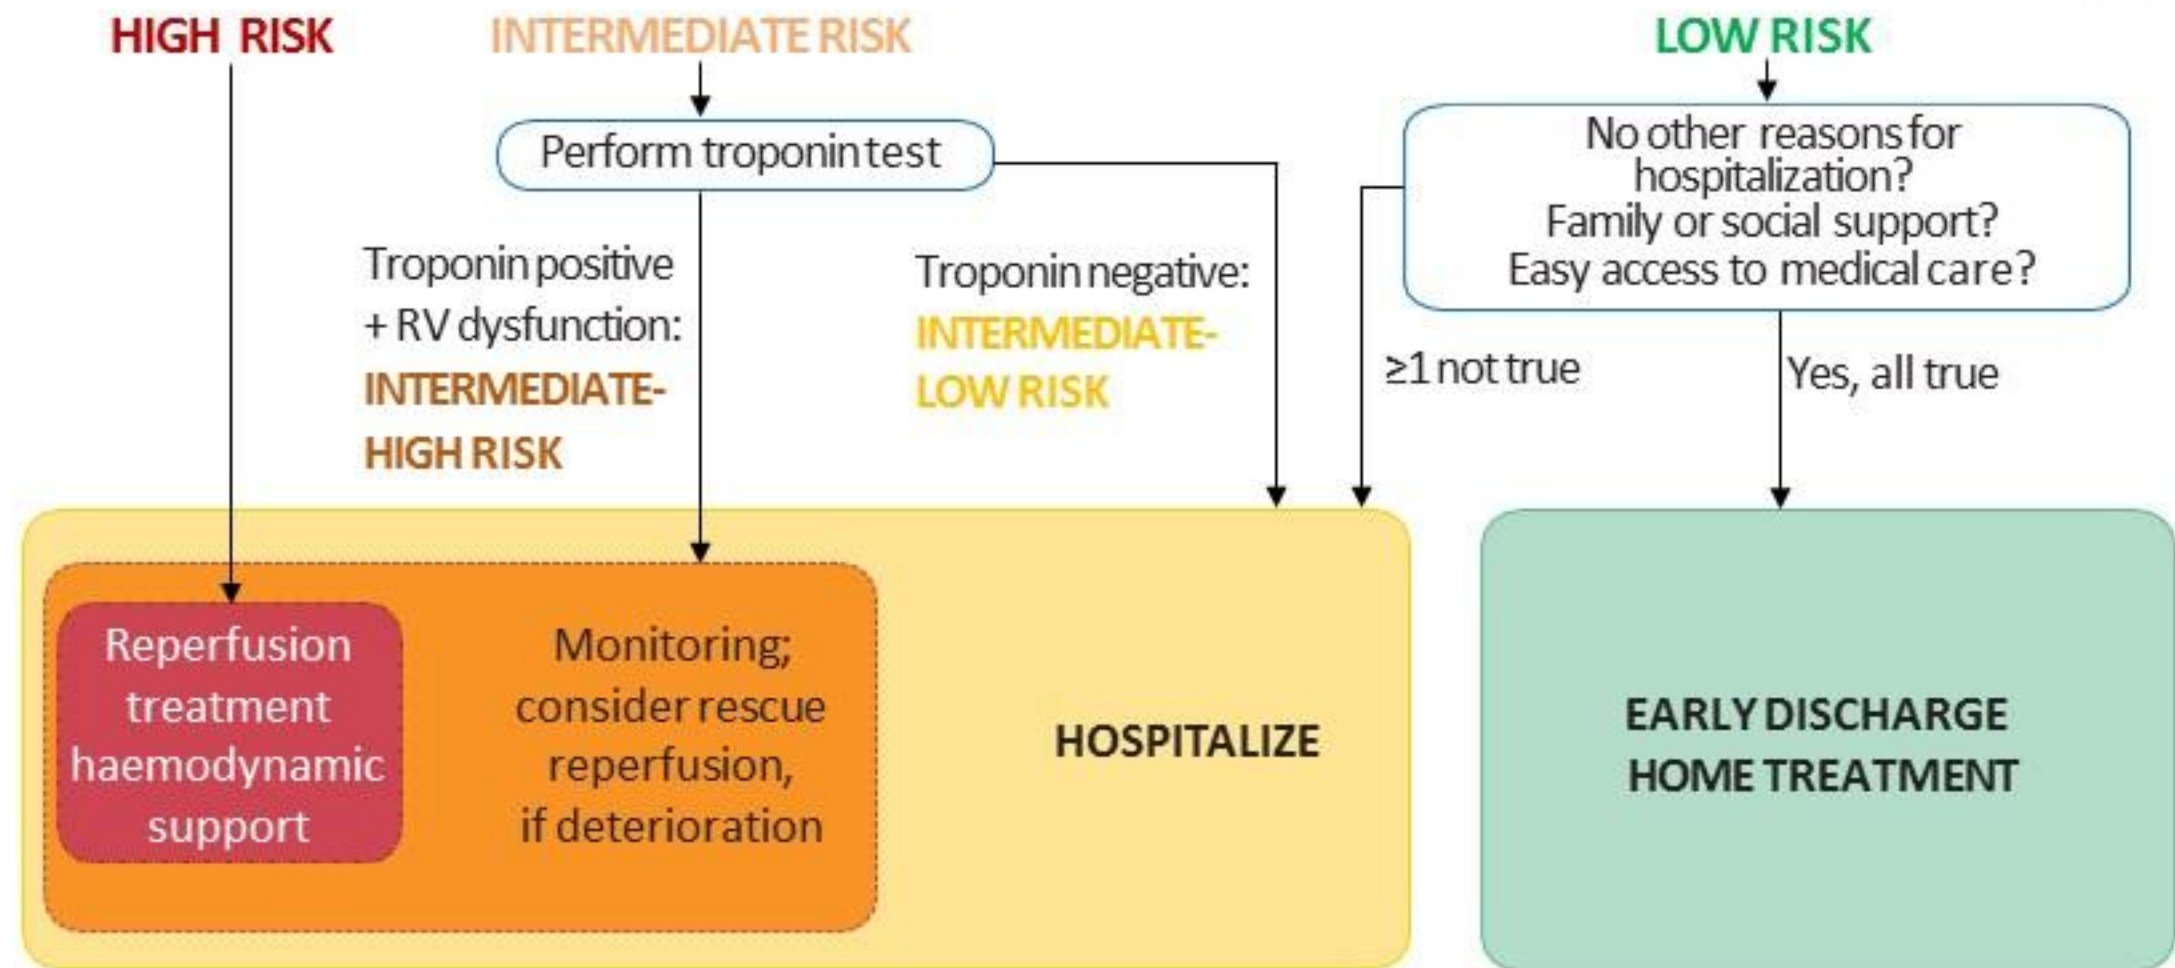 HIGH RISK
INTERMEDIATE RISK
LOW RISK
Perform troponin test
No other reasons for
hospitalization?
Family or social support?
Easy access to medical care?
Troponin positive
+ RV dysfunction:
INTERMEDIATE-
HIGH RISK
Troponin negative:
INTERMEDIATE-
LOW RISK
≥1 not true
Yes, all true
Reperfusion
treatment
haemodynamic
support
Monitoring;
consider rescue
reperfusion,
if deterioration
HOSPITALIZE
EARLY DISCHARGE
HOME TREATMENT